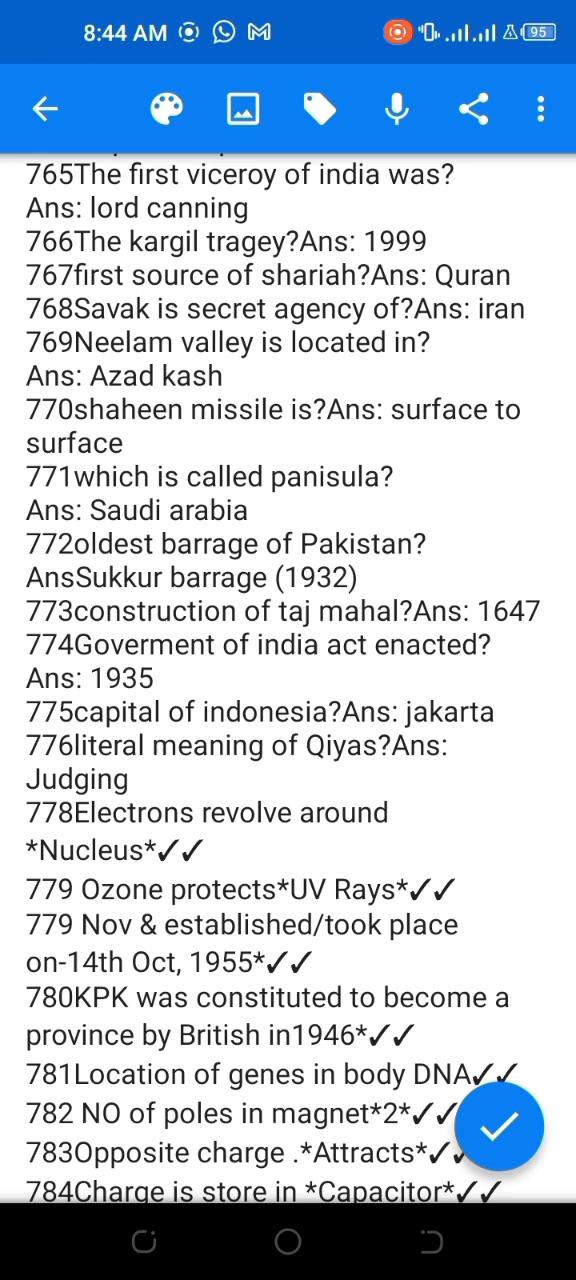 8:44 AM
95
765The first viceroy of india was?
Ans: lord canning
766The kargil tragey?Ans: 1999
767first source of shariah?Ans: Quran
768Savak is secret agency of?Ans: iran
769Neelam valley is located in?
Ans: Azad kash
770shaheen missile is?Ans: surface to
surface
771which is called panisula?
Ans: Saudi arabia
772oldest barrage of Pakistan?
AnsSukkur barrage (1932)
773construction of taj mahal?Ans: 1647
774Goverment of india act enacted?
Ans: 1935
775capital of indonesia?Ans: jakarta
776literal meaning of Qiyas?Ans:
Judging
778Electrons revolve around
*Nucleus*✓✓
779 Ozone protects*UV Rays*✓✓
779 Nov & established/took place
on-14th Oct, 1955*✓✓
780KPK was constituted to become a
province by British in1946*✓✓
781Location of genes in body DNA✓✓
782 NO of poles in magnet*2*✓✓
783Opposite charge .*Attracts*✓✓
784Charge is store in *Capacitor*✓✓